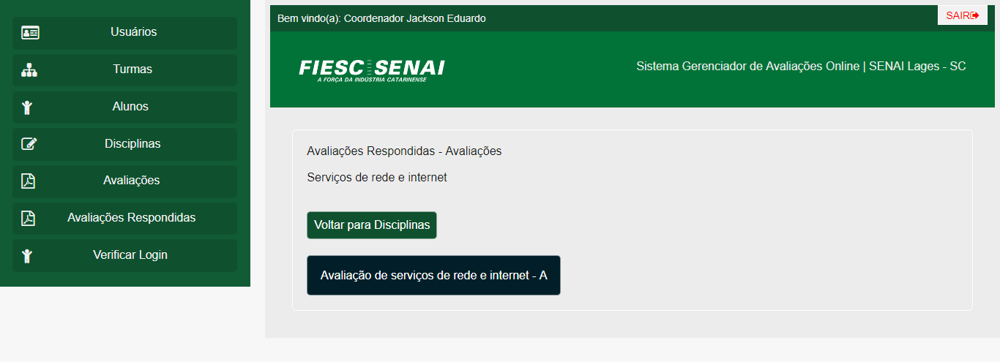 Usuários
Turmas
Alunos
Disciplinas
Avaliações
Avaliações Respondidas
Verificar Login
Bem vindo(a): Coordenador Jackson Eduardo
SAIR
FIESC SENAI
A FORÇA DA INDÚSTRIA CATARINENSE
Sistema Gerenciador de Avaliações Online | SENAI Lages - SC
Avaliações Respondidas - Avaliações
Serviços de rede e internet
Voltar para Disciplinas
Avaliação de serviços de rede e internet - A